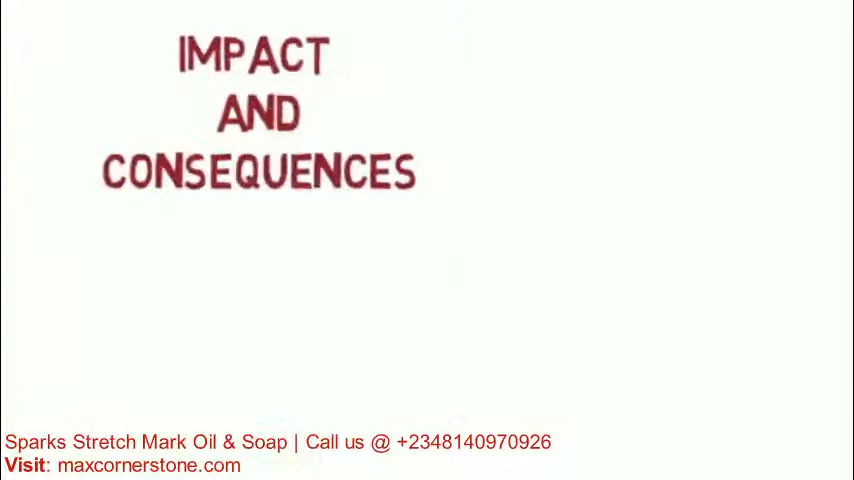 IMPACT
AND
CONSEQUENCES
Sparks Stretch Mark Oil & Soap | Call us @ +2348140970926
Visit: maxcornerstone.com